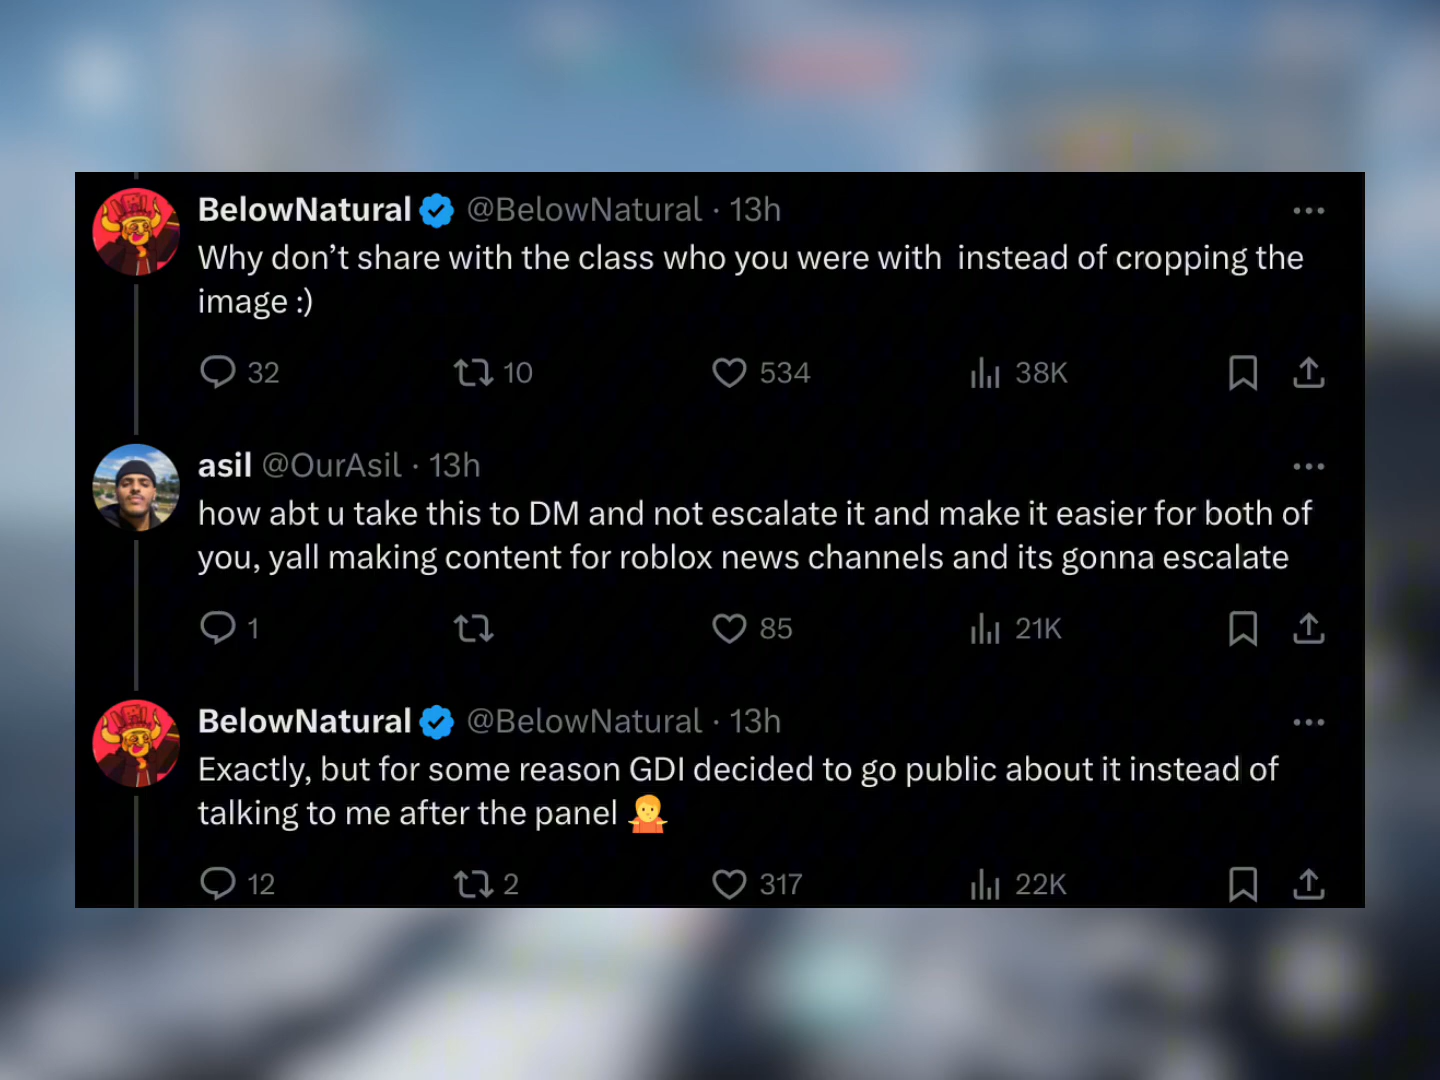 BelowNatural @BelowNatural · 13h
Why don’t share with the class who you were with  instead of cropping the
image :)
32 10 534 38K
asil @OurAsil · 13h
how abt u take this to DM and not escalate it and make it easier for both of
you, yall making content for roblox news channels and its gonna escalate
1 85 21K
BelowNatural @BelowNatural · 13h
Exactly, but for some reason GDI decided to go public about it instead of
talking to me after the panel 🤷
12 2 317 22K